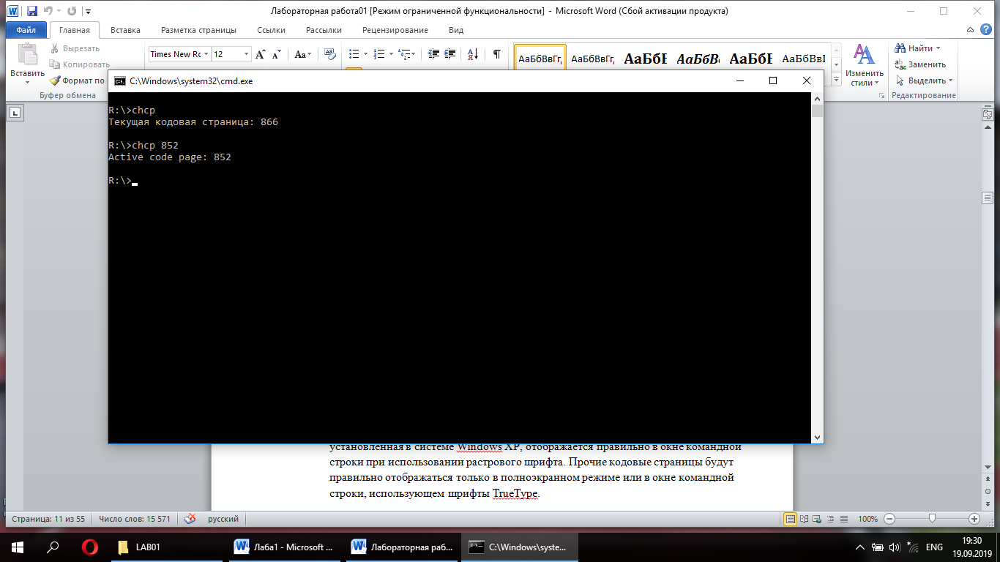 Лабораторная работа01 [Режим ограниченной функциональности] - Microsoft Word (Сбой активации продукта)
Файл Главная Вставка Разметка страницы Ссылки Рассылки Рецензирование Вид
Вставить
Вырезать
Копировать
Формат по
Буфер обмена
Times New Rc 12
АаБбВвГг, АаБбВвГг, АаБбІ АаБбВ АаБбІ АаБбВвІ
Изменить стили
Найти
Заменить
Выделить
Редактирование
C:\Windows\system32\cmd.exe
R:\>chcp
Текущая кодовая страница: 866
R:\>chcp 852
Active code page: 852
R:\>
установленная в системе Windows XP, отображается правильно в окне командной
строки при использовании растрового шрифта. Прочие кодовые страницы будут
правильно отображаться только в полноэкранном режиме или в окне командной
строки, использующем шрифты TrueType.
Страница: 11 из 55 Число слов: 15 571 русский 100%
LAB01 Лаба1 - Microsoft ... Лабораторная раб... C:\Windows\syste... ENG 19:30
19.09.2019